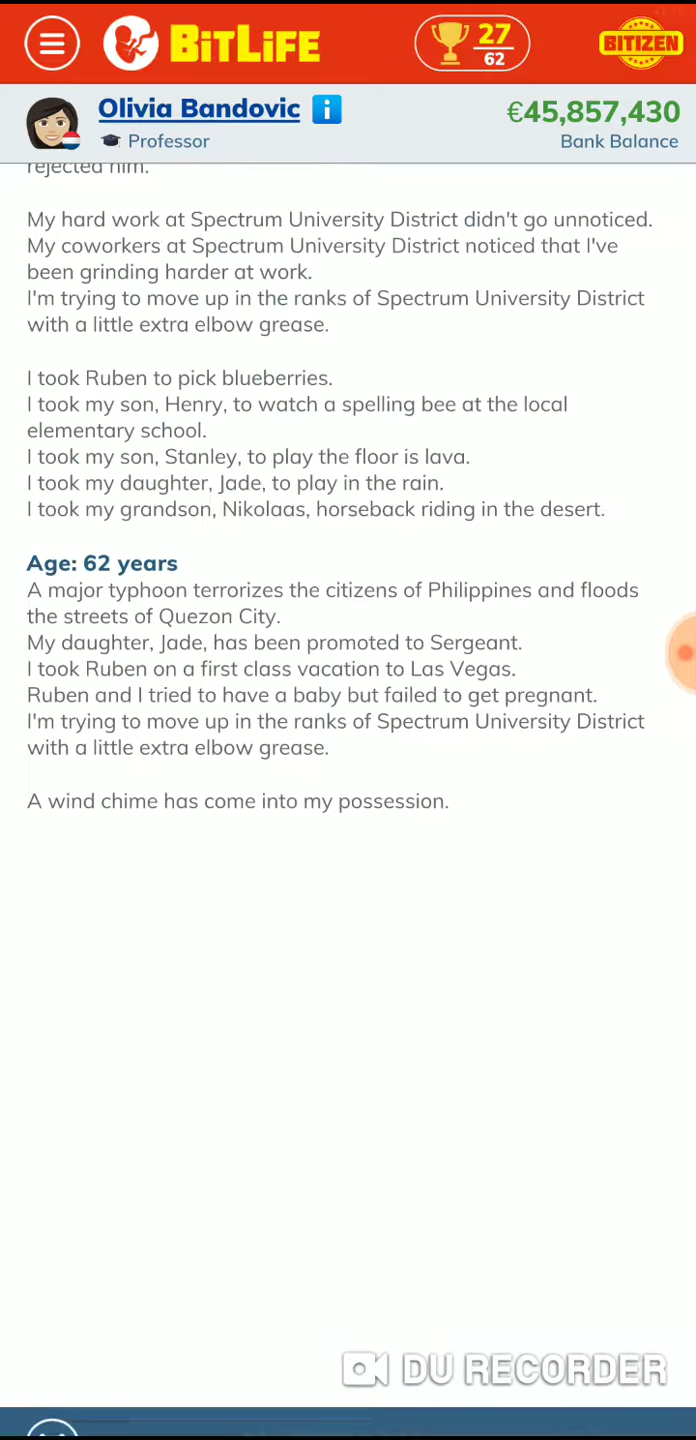 BiTLiFE
27
62
BITIZEN
Olivia Bandovic i
€45,857,430
Professor
Bank Balance
rejected him.
My hard work at Spectrum University District didn't go unnoticed.
My coworkers at Spectrum University District noticed that I've
been grinding harder at work.
I'm trying to move up in the ranks of Spectrum University District
with a little extra elbow grease.
I took Ruben to pick blueberries.
I took my son, Henry, to watch a spelling bee at the local
elementary school.
I took my son, Stanley, to play the floor is lava.
I took my daughter, Jade, to play in the rain.
I took my grandson, Nikolaas, horseback riding in the desert.
Age: 62 years
A major typhoon terrorizes the citizens of Philippines and floods
the streets of Quezon City.
My daughter, Jade, has been promoted to Sergeant.
I took Ruben on a first class vacation to Las Vegas.
Ruben and I tried to have a baby but failed to get pregnant.
I'm trying to move up in the ranks of Spectrum University District
with a little extra elbow grease.
A wind chime has come into my possession.
DU RECORDER